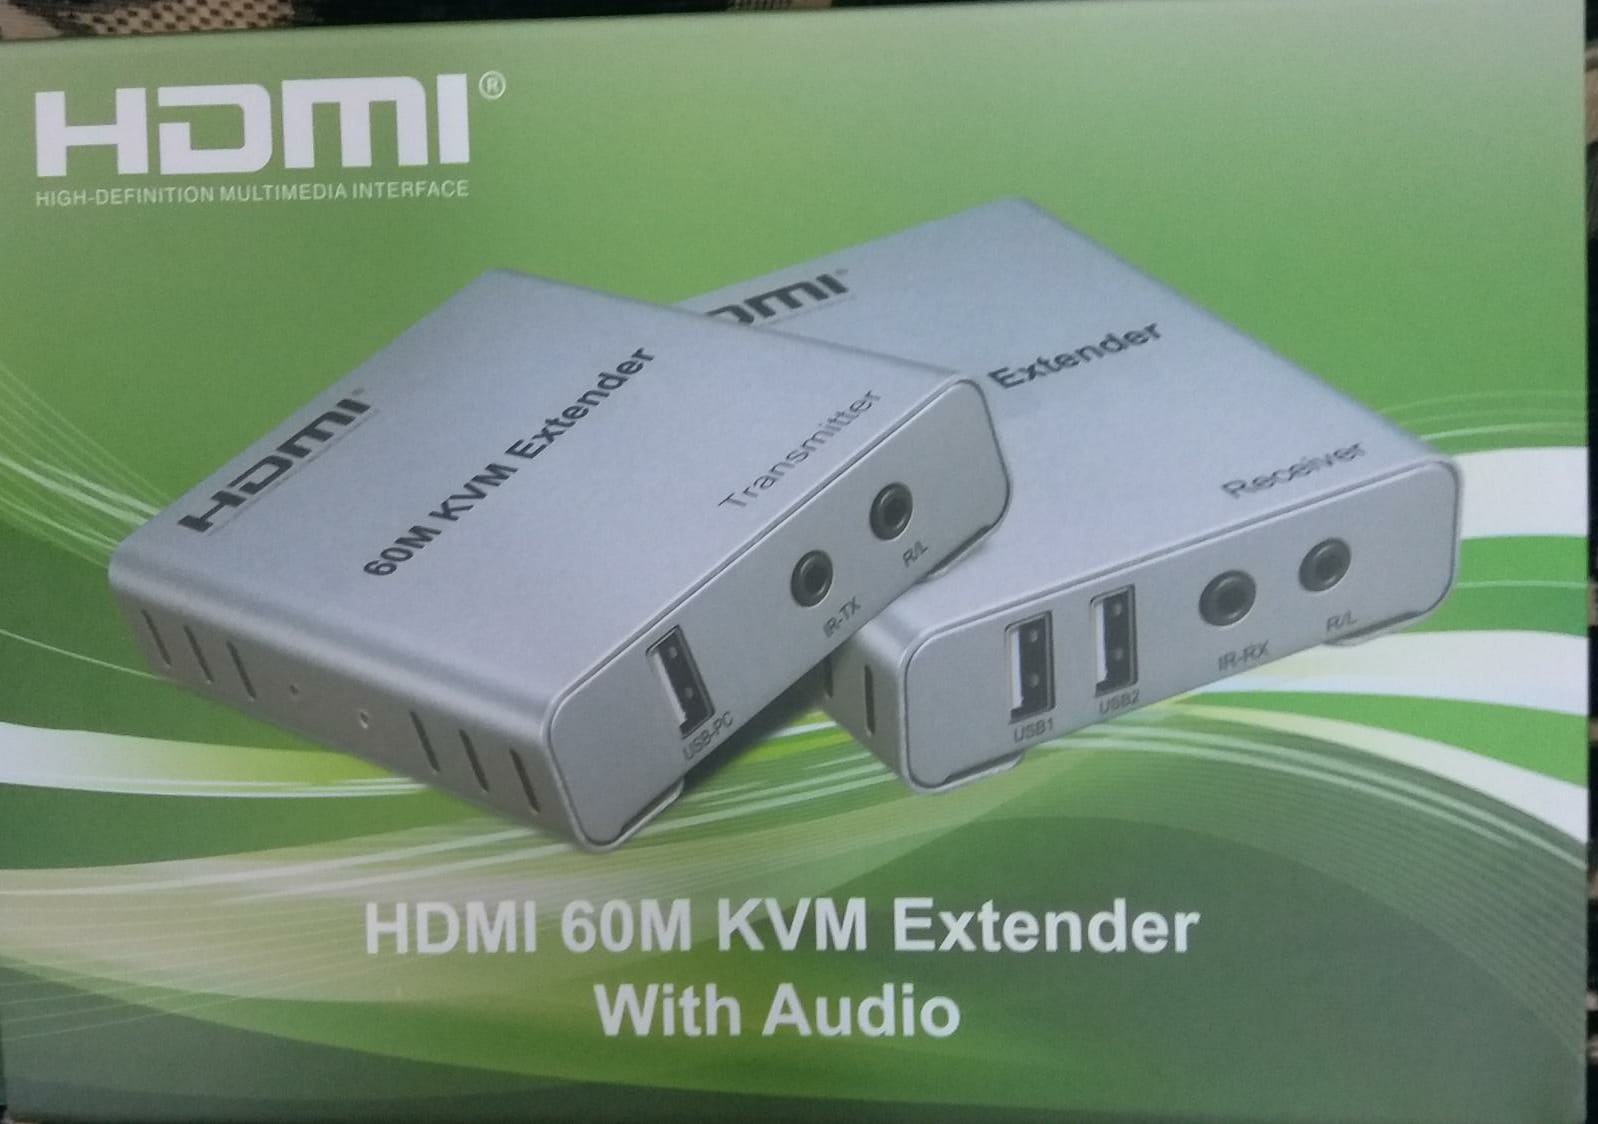 HDMI®
HIGH-DEFINITION MULTIMEDIA INTERFACE
HDMI
60M KVM Extender
Transmitter
USB-PC
IR-TX
R/L
DMI
Extender
Receiver
USB1
USB2
IR-RX
R/L
HDMI 60M KVM Extender
With Audio